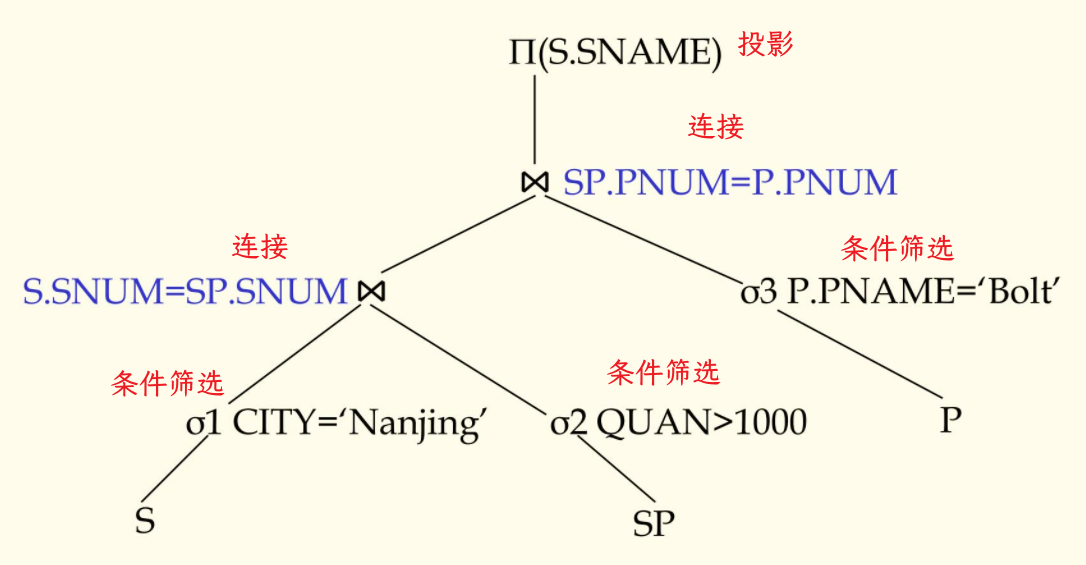 Π(S.SNAME) 投影
连接
⋈ SP.PNUM=P.PNUM
连接
条件筛选
S.SNUM=SP.SNUM ⋈
σ3 P.PNAME=‘Bolt’
条件筛选
条件筛选
σ1 CITY=‘Nanjing’
σ2 QUAN>1000
P
S
SP